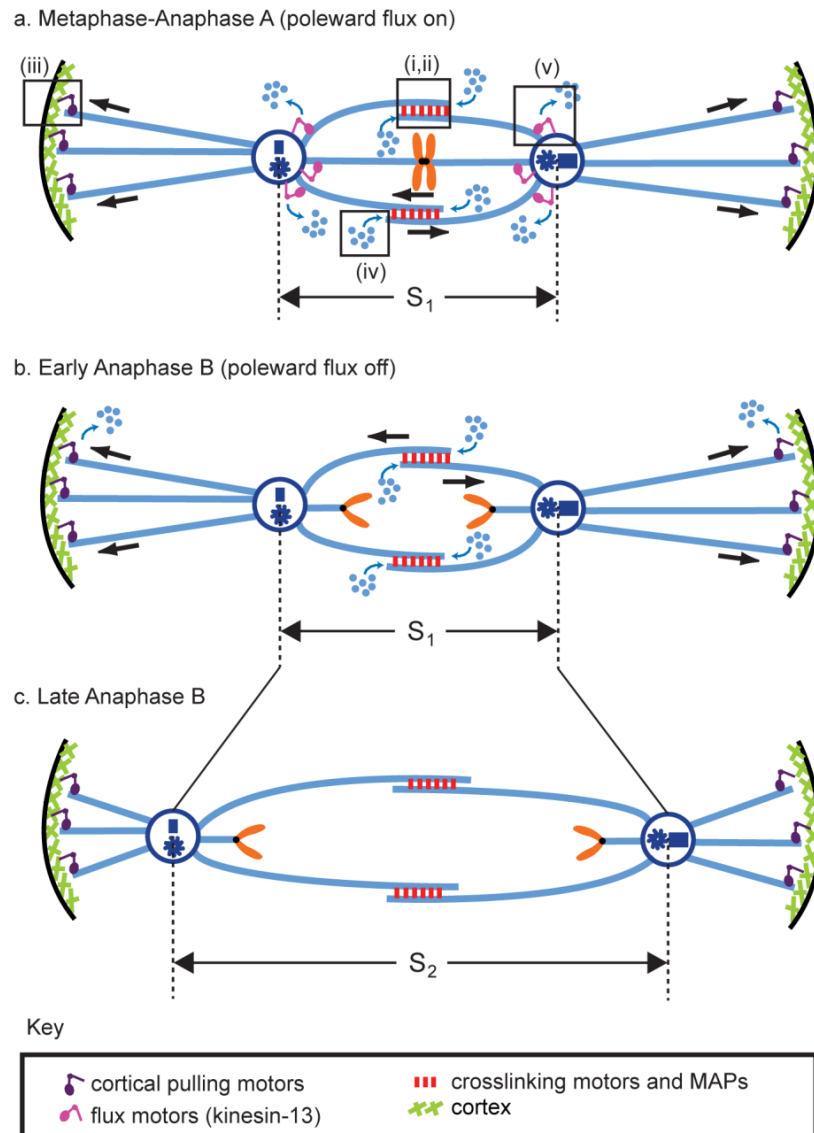 a. Metaphase-Anaphase A (poleward flux on)
(iii)
(i,ii)
(v)
(iv)
S1
b. Early Anaphase B (poleward flux off)
S1
c. Late Anaphase B
S2
Key
cortical pulling motors
crosslinking motors and MAPs
flux motors (kinesin-13)
cortex